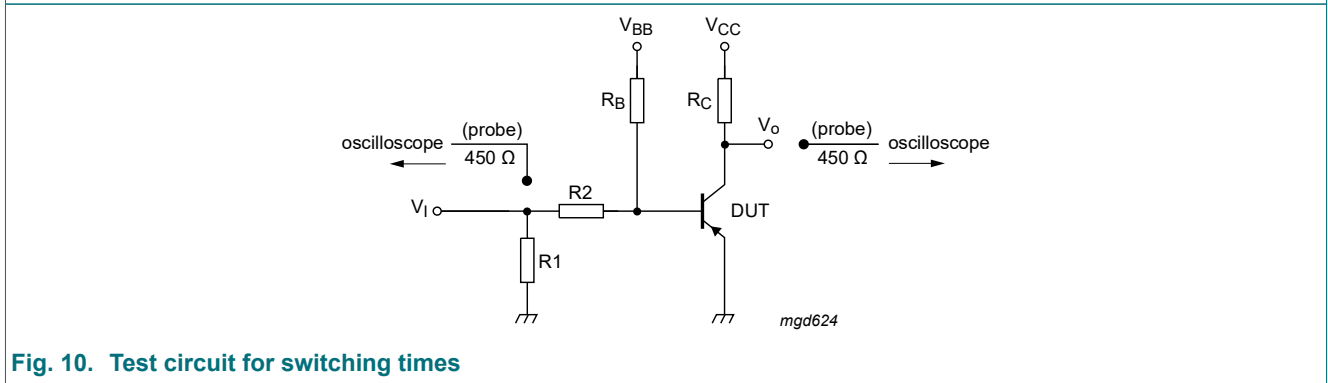 VBB
VCC
RB
RC
Vo
oscilloscope
(probe)
450 Ω
(probe)
450 Ω
oscilloscope
R2
VI
DUT
R1
mgd624
Fig. 10. Test circuit for switching times